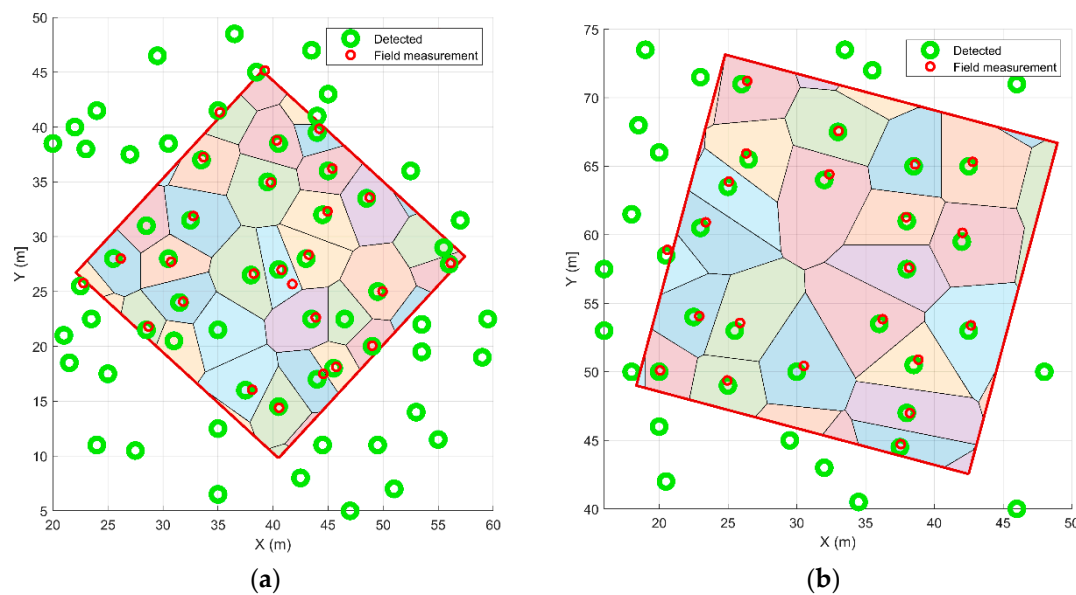 50
45
40
35
30
25
20
15
10
5
20 25 30 35 40 45 50 55 60
Y (m]
X (m)
Detected
Field measurement
(a)
75
70
65
60
55
50
45
40
20 25 30 35 40 45 50
Y (m]
X (m)
Detected
Field measurement
(b)